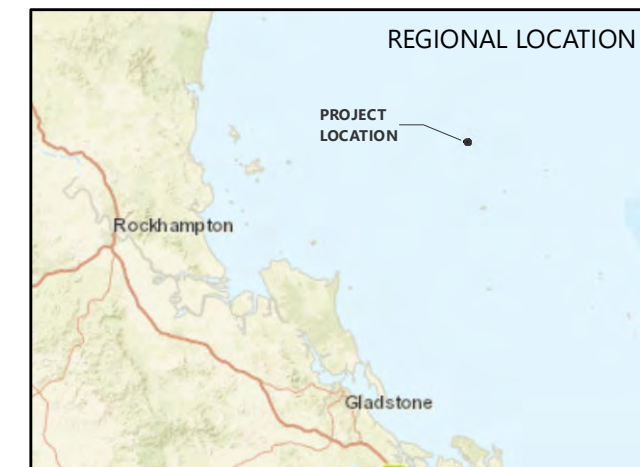 REGIONAL LOCATION
PROJECT
LOCATION
Rockhampton
Gladstone